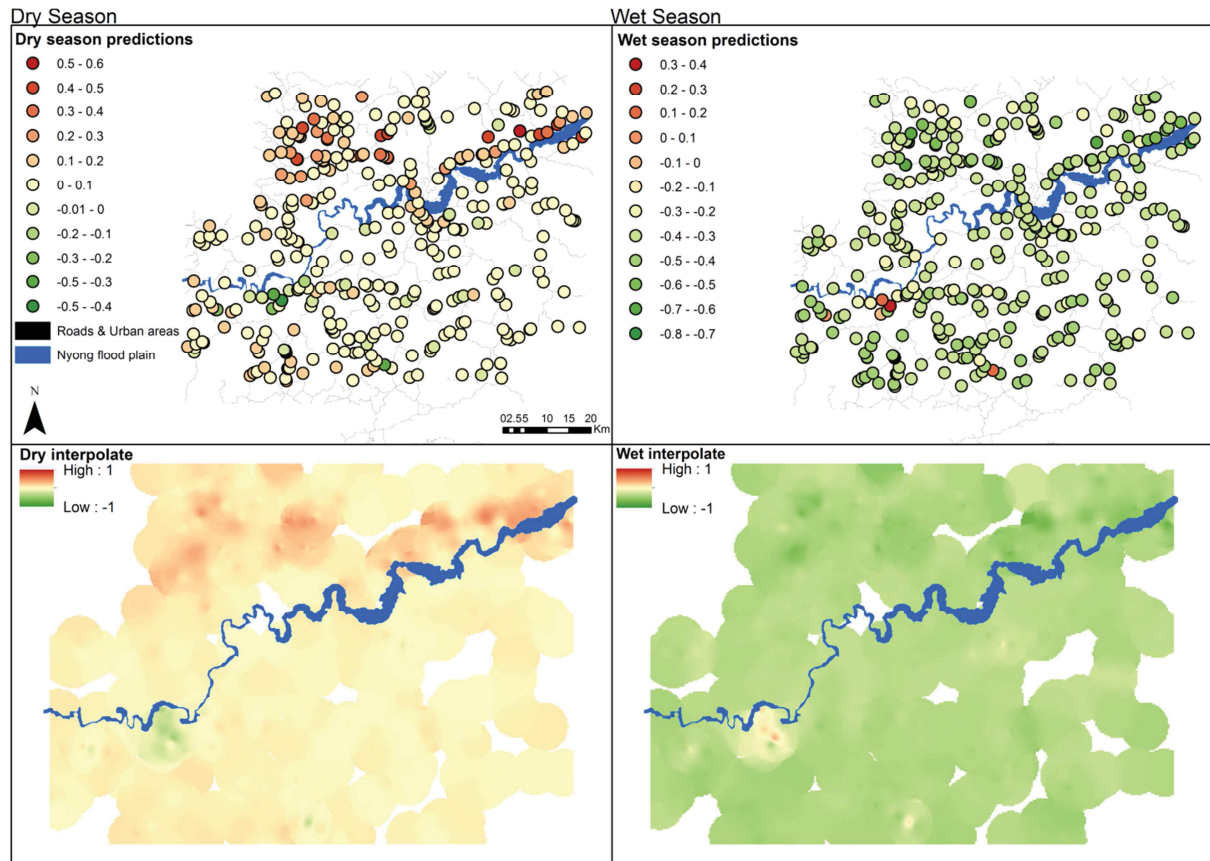 Dry Season
Wet Season
Dry season predictions
0.5 - 0.6
0.4 - 0.5
0.3 - 0.4
0.2 - 0.3
0.1 - 0.2
0 - 0.1
-0.01 - 0
-0.2 - -0.1
-0.3 - -0.2
-0.5 - -0.3
-0.5 - -0.4
Roads & Urban areas
Nyong flood plain
N
02.55 10 15 20
Km
Wet season predictions
0.3 - 0.4
0.2 - 0.3
0.1 - 0.2
0 - 0.1
-0.1 - 0
-0.2 - -0.1
-0.3 - -0.2
-0.4 - -0.3
-0.5 - -0.4
-0.6 - -0.5
-0.7 - -0.6
-0.8 - -0.7
Dry interpolate
High : 1
Low : -1
Wet interpolate
High : 1
Low : -1